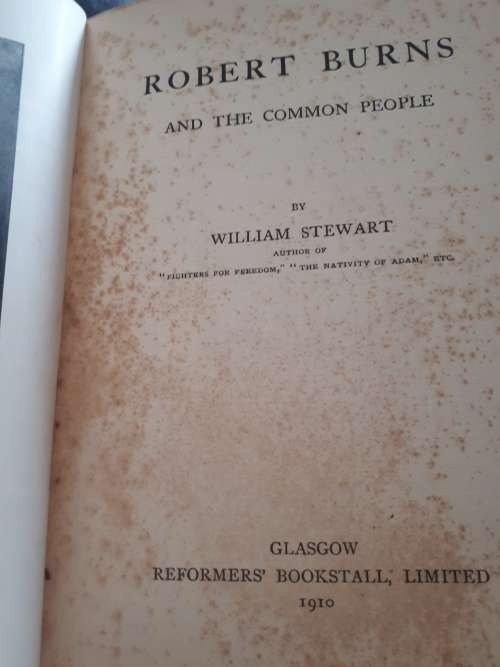 ROBERT BURNS
AND THE COMMON PEOPLE
BY
WILLIAM STEWART
AUTHOR OF
"FIGHTERS FOR FREEDOM," "THE NATIVITY OF ADAM," ETC.
GLASGOW
REFORMERS' BOOKSTALL, LIMITED
1910